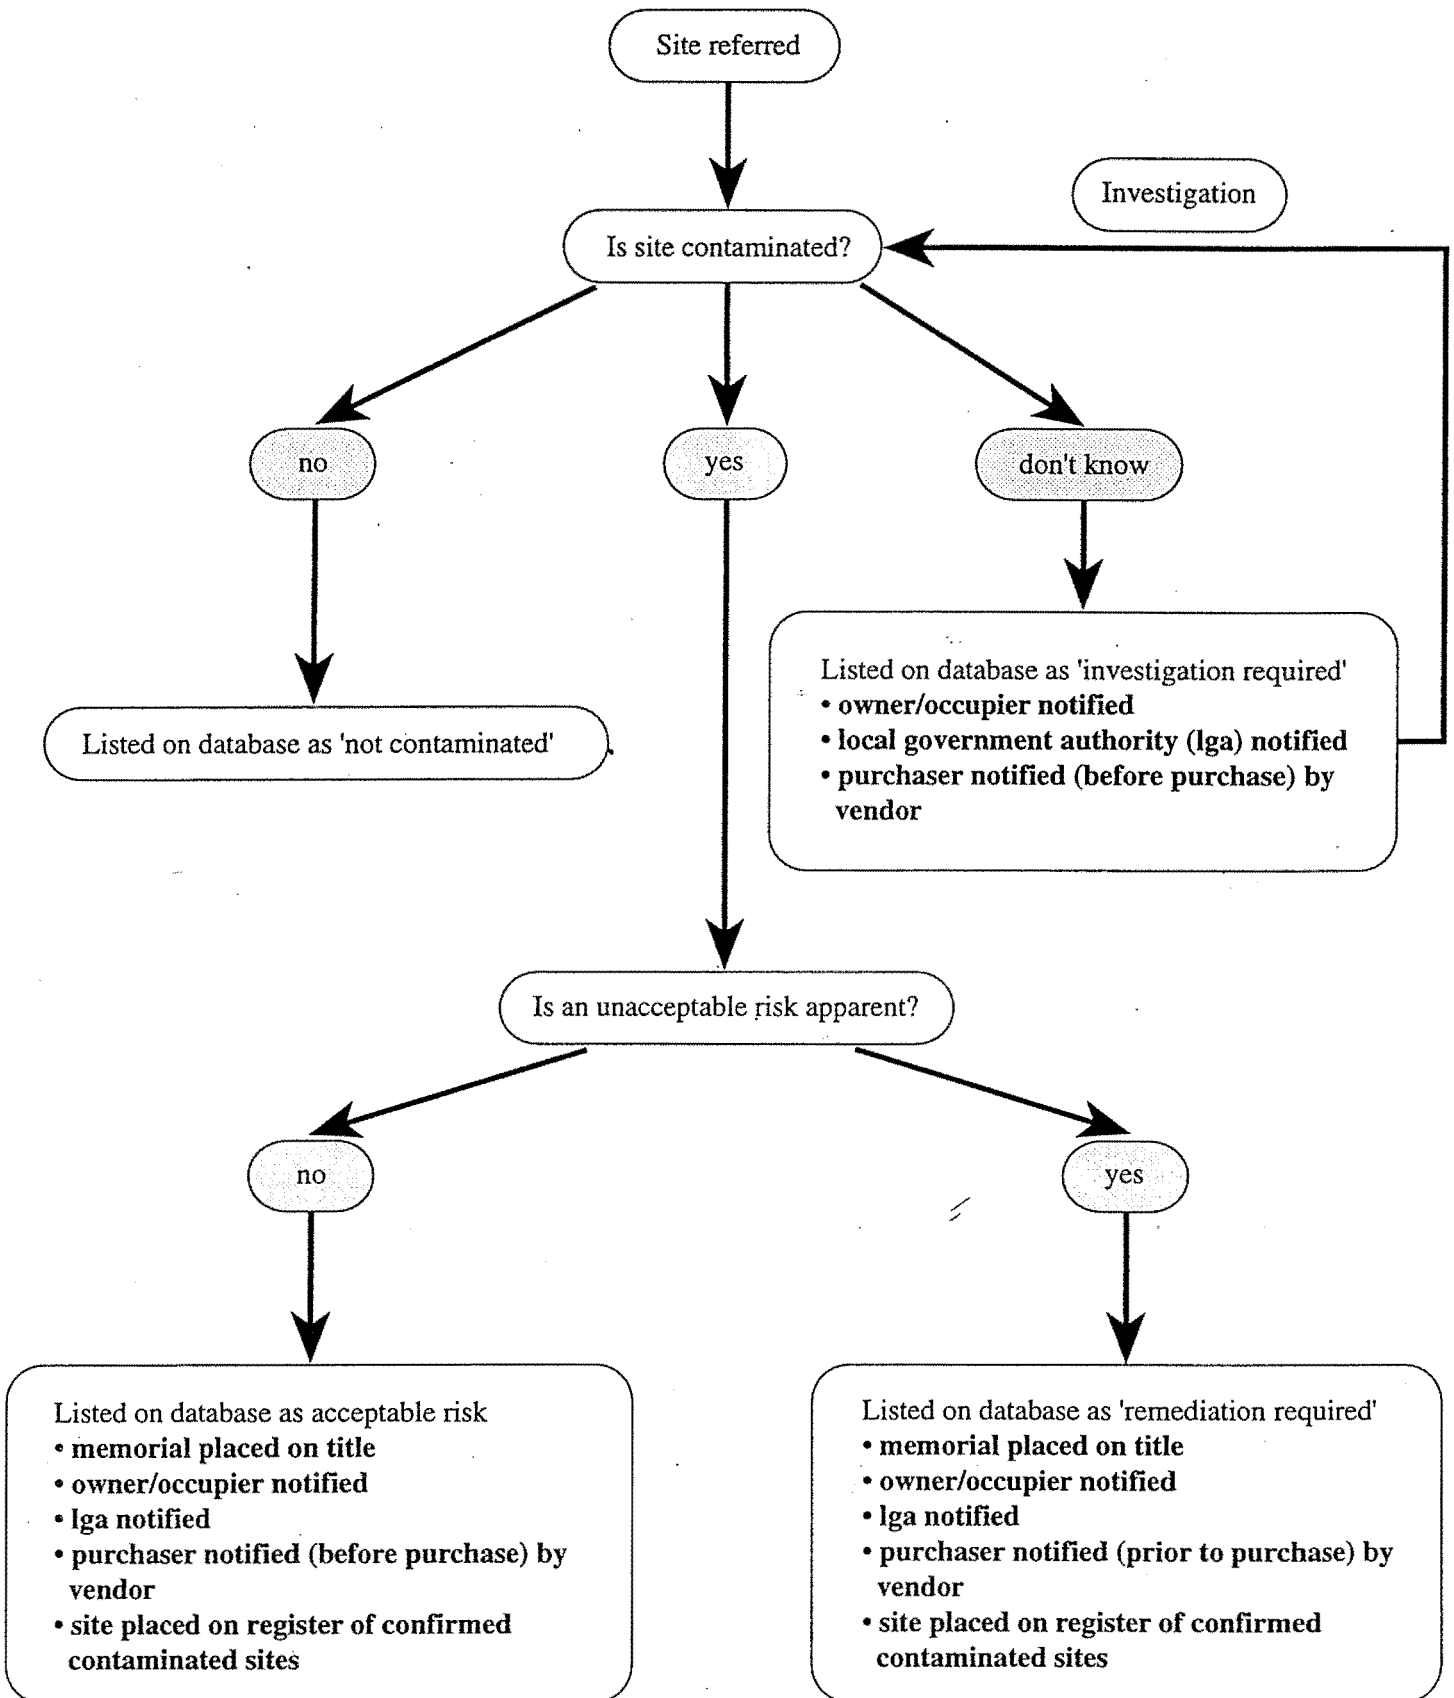 Site referred
Investigation
Is site contaminated?
no
yes
don't know
Listed on database as 'investigation required'
• owner/occupier notified
• local government authority (lga) notified
• purchaser notified (before purchase) by
vendor
Listed on database as 'not contaminated'
Is an unacceptable risk apparent?
no
yes
Listed on database as acceptable risk
• memorial placed on title
• owner/occupier notified
• lga notified
• purchaser notified (before purchase) by
vendor
• site placed on register of confirmed
contaminated sites
Listed on database as 'remediation required'
• memorial placed on title
• owner/occupier notified
• lga notified
• purchaser notified (prior to purchase) by
vendor
• site placed on register of confirmed
contaminated sites